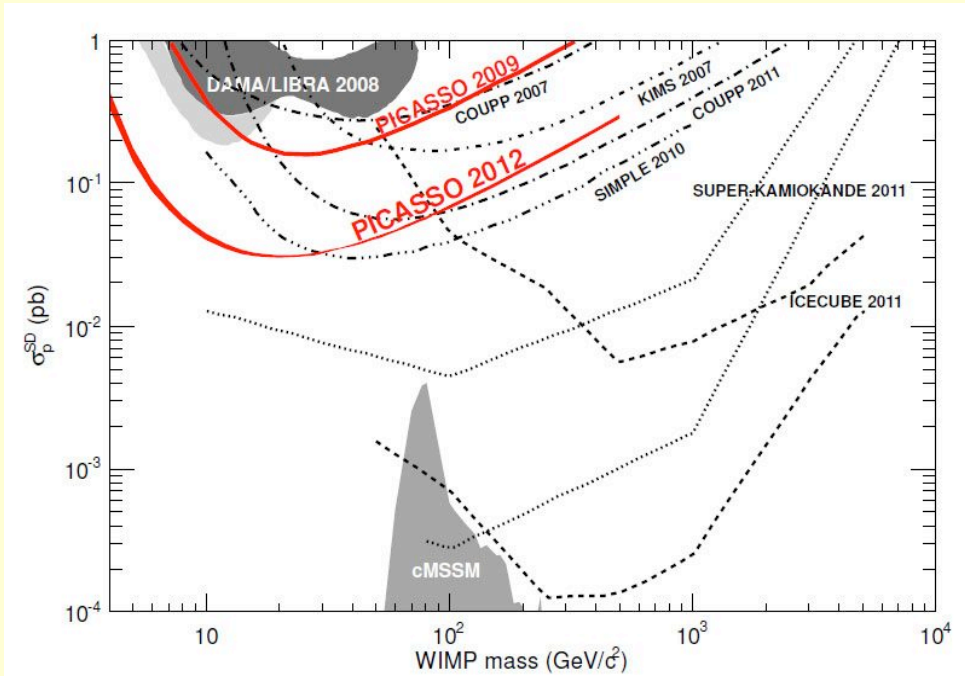 1
10⁻¹
10⁻²
10⁻³
10⁻⁴
σₚˢᴰ (pb)
DAMA/LIBRA 2008
PICASSO 2009
COUPP 2007
KIMS 2007
COUPP 2011
PICASSO 2012
SIMPLE 2010
SUPER-KAMIOKANDE 2011
ICECUBE 2011
cMSSM
10
10²
10³
10⁴
WIMP mass (GeV/c²)